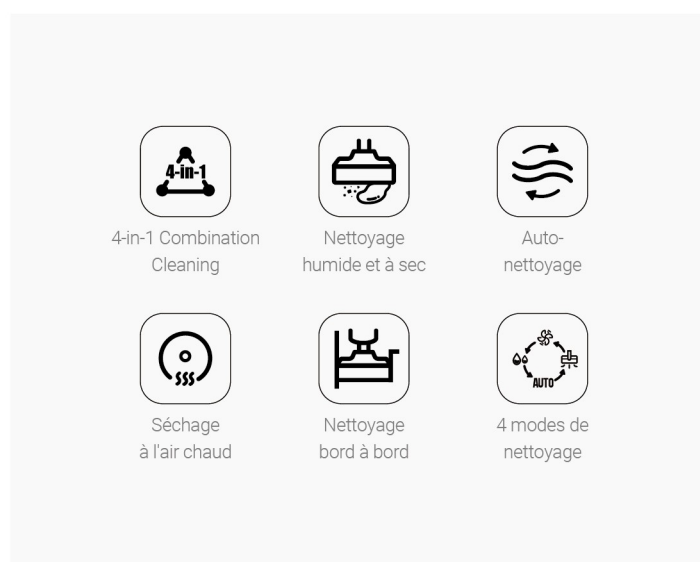 4-in-1
4-in-1 Combination
Cleaning
Nettoyage
humide et à sec
Auto-
nettoyage
Séchage
à l'air chaud
Nettoyage
bord à bord
AUTO
4 modes de
nettoyage